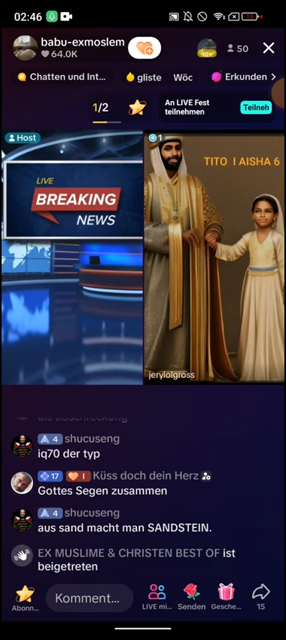 02:46
babu-exmoslem
64.0K
50
Chatten und Int...
gliste
Wöc
Erkunden >
1/2
An LIVE Fest
teilnehmen
Teilneh
Host
1
LIVE
BREAKING
NEWS
TITO I AISHA 6
jerylolgross
4 shucuseng
iq70 der typ
17 I Küss doch dein Herz
Gottes Segen zusammen
4 shucuseng
aus sand macht man SANDSTEIN.
EX MUSLIME & CHRISTEN BEST OF ist
beigetreten
Abonn...
Komment...
LIVE mi...
Senden
Gesche...
15